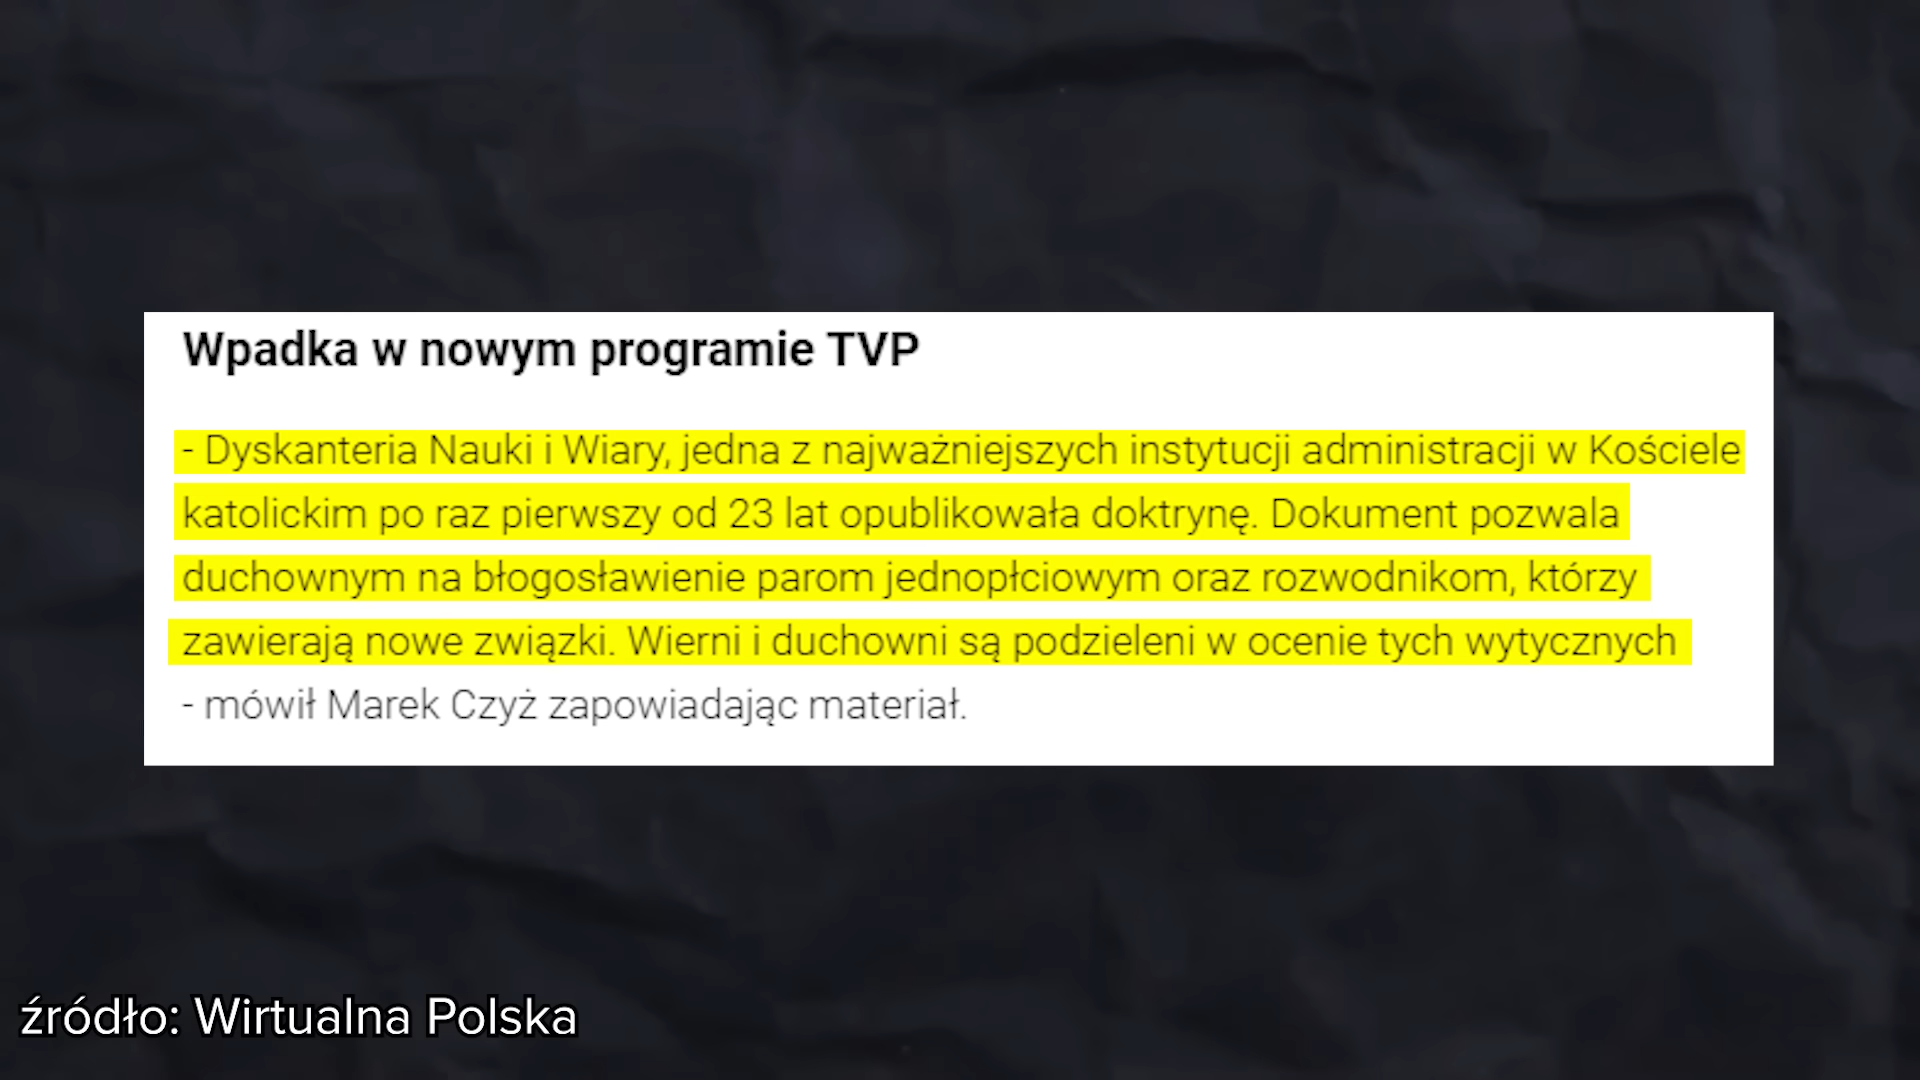 Wpadka w nowym programie TVP
- Dyskanteria Nauki i Wiary, jedna z najważniejszych instytucji administracji w Kościele
katolickim po raz pierwszy od 23 lat opublikowała doktrynę. Dokument pozwala
duchownym na błogosławienie parom jednopłciowym oraz rozwodnikom, którzy
zawierają nowe związki. Wierni i duchowni są podzieleni w ocenie tych wytycznych
- mówił Marek Czyż zapowiadając materiał.
źródło: Wirtualna Polska